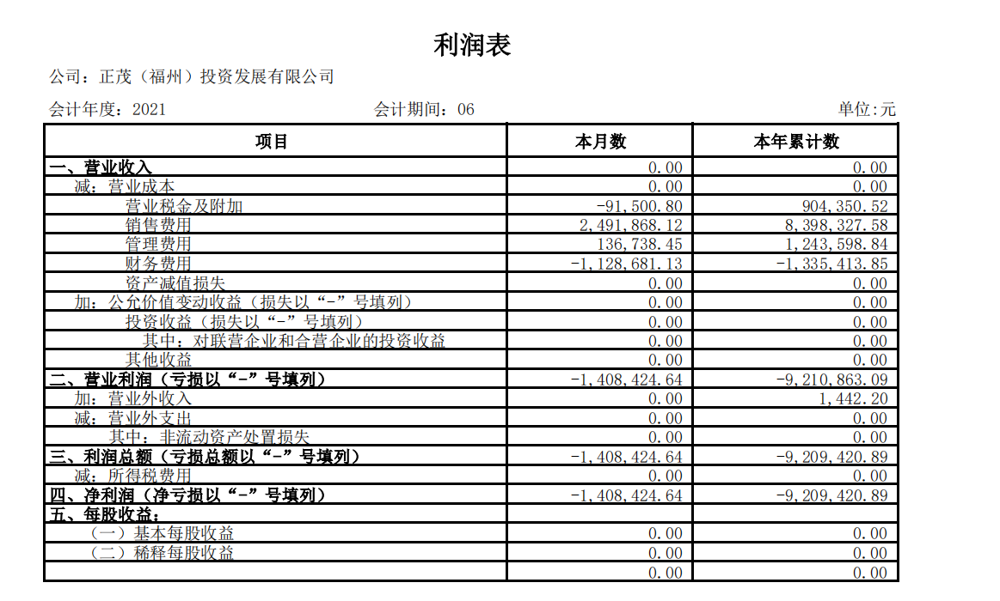 利润表
公司：正茂（福州）投资发展有限公司
会计年度：2021 会计期间：06 单位:元
项目 本月数 本年累计数
一、营业收入 0.00 0.00
减：营业成本 0.00 0.00
营业税金及附加 -91,500.80 904,350.52
销售费用 2,491,868.12 8,398,327.58
管理费用 136,738.45 1,243,598.84
财务费用 -1,128,681.13 -1,335,413.85
资产减值损失 0.00 0.00
加：公允价值变动收益（损失以“-”号填列） 0.00 0.00
投资收益（损失以“-”号填列） 0.00 0.00
其中：对联营企业和合营企业的投资收益 0.00 0.00
其他收益 0.00 0.00
二、营业利润（亏损以“-”号填列） -1,408,424.64 -9,210,863.09
加：营业外收入 0.00 1,442.20
减：营业外支出 0.00 0.00
其中：非流动资产处置损失 0.00 0.00
三、利润总额（亏损总额以“-”号填列） -1,408,424.64 -9,209,420.89
减：所得税费用 0.00 0.00
四、净利润（净亏损以“-”号填列） -1,408,424.64 -9,209,420.89
五、每股收益：
（一）基本每股收益 0.00 0.00
（二）稀释每股收益 0.00 0.00
0.00 0.00